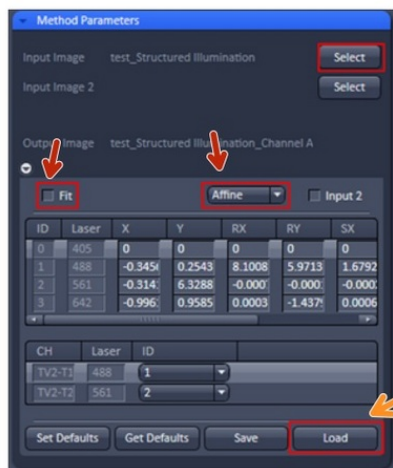 Method Parameters
Input Image test_Structured Illumination Select
Input Image 2 Select
Output Image test_Structured Illumination_Channel A
Fit Affine Input 2
ID Laser X Y RX RY SX
0 405 0 0 0 0 0
1 488 -0.345 0.2543 8.1008 5.9713 1.6792
2 561 -0.314 6.3288 -0.000 -0.000 -0.000
3 642 -0.996 0.9585 0.0003 -1.437 0.0006
CH Laser ID
TV2-T1 488 1
TV2-T2 561 2
Set Defaults Get Defaults Save Load